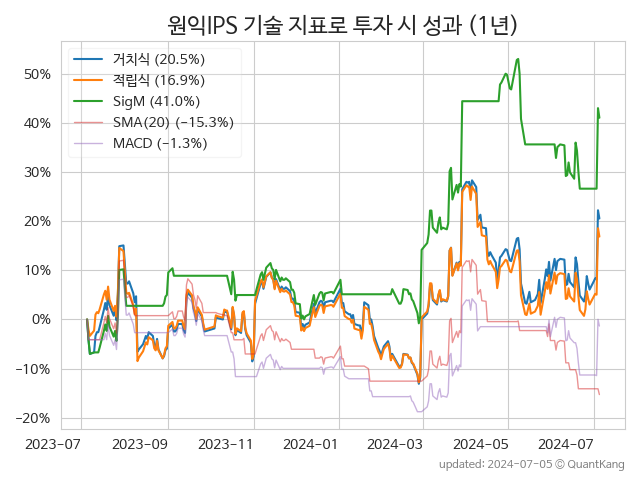 원익IPS 기술 지표로 투자 시 성과 (1년)
거치식 (20.5%)
적립식 (16.9%)
SigM (41.0%)
SMA(20) (−15.3%)
MACD (−1.3%)
50%
40%
30%
20%
10%
0%
−10%
−20%
2023-07 2023-09 2023-11 2024-01 2024-03 2024-05 2024-07
updated: 2024-07-05 © QuantKang